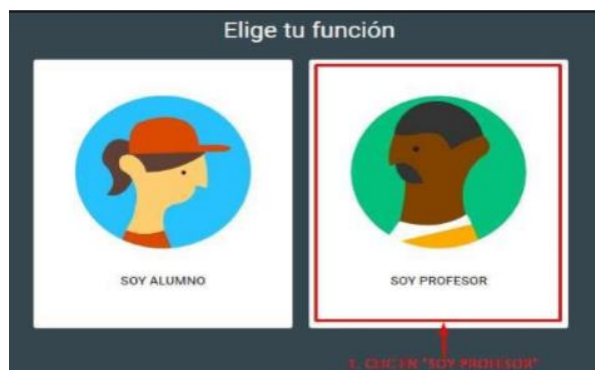 Elige tu función
SOY ALUMNO
SOY PROFESOR
1. CLIC EN "SOY PROFESOR"